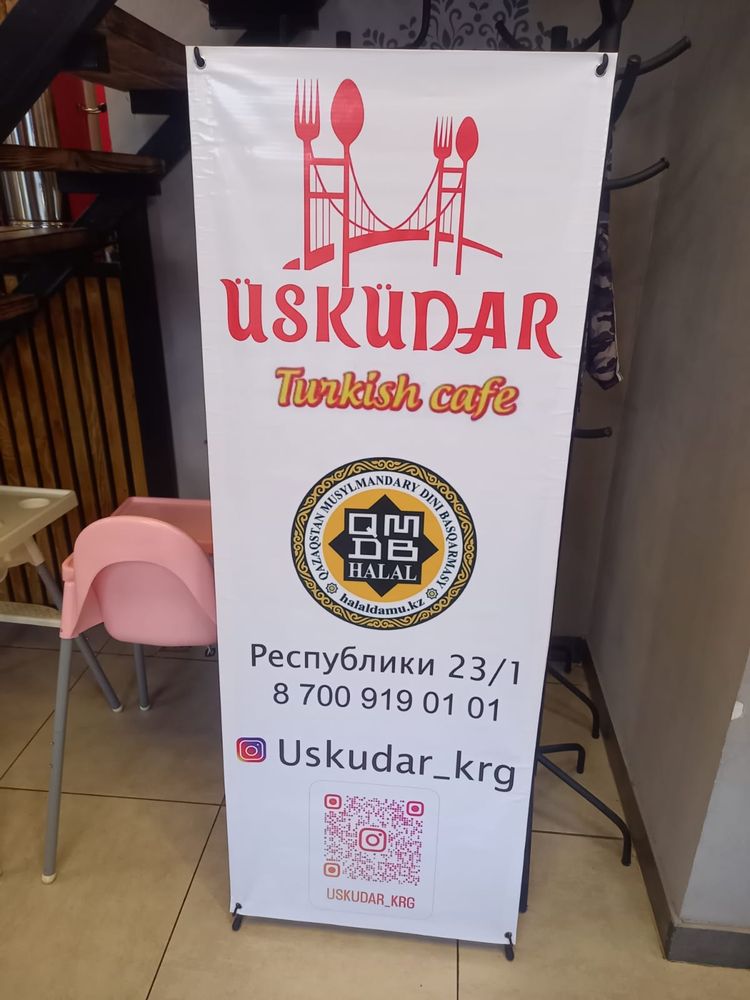 ÜSKÜDAR
Turkish cafe
QAZAQSTAN MUSYLMANDARY DINI BASQARMASY
QM
DB
HALAL
halaldamu.kz
Республики 23/1
8 700 919 01 01
Uskudar_krg
USKUDAR_KRG